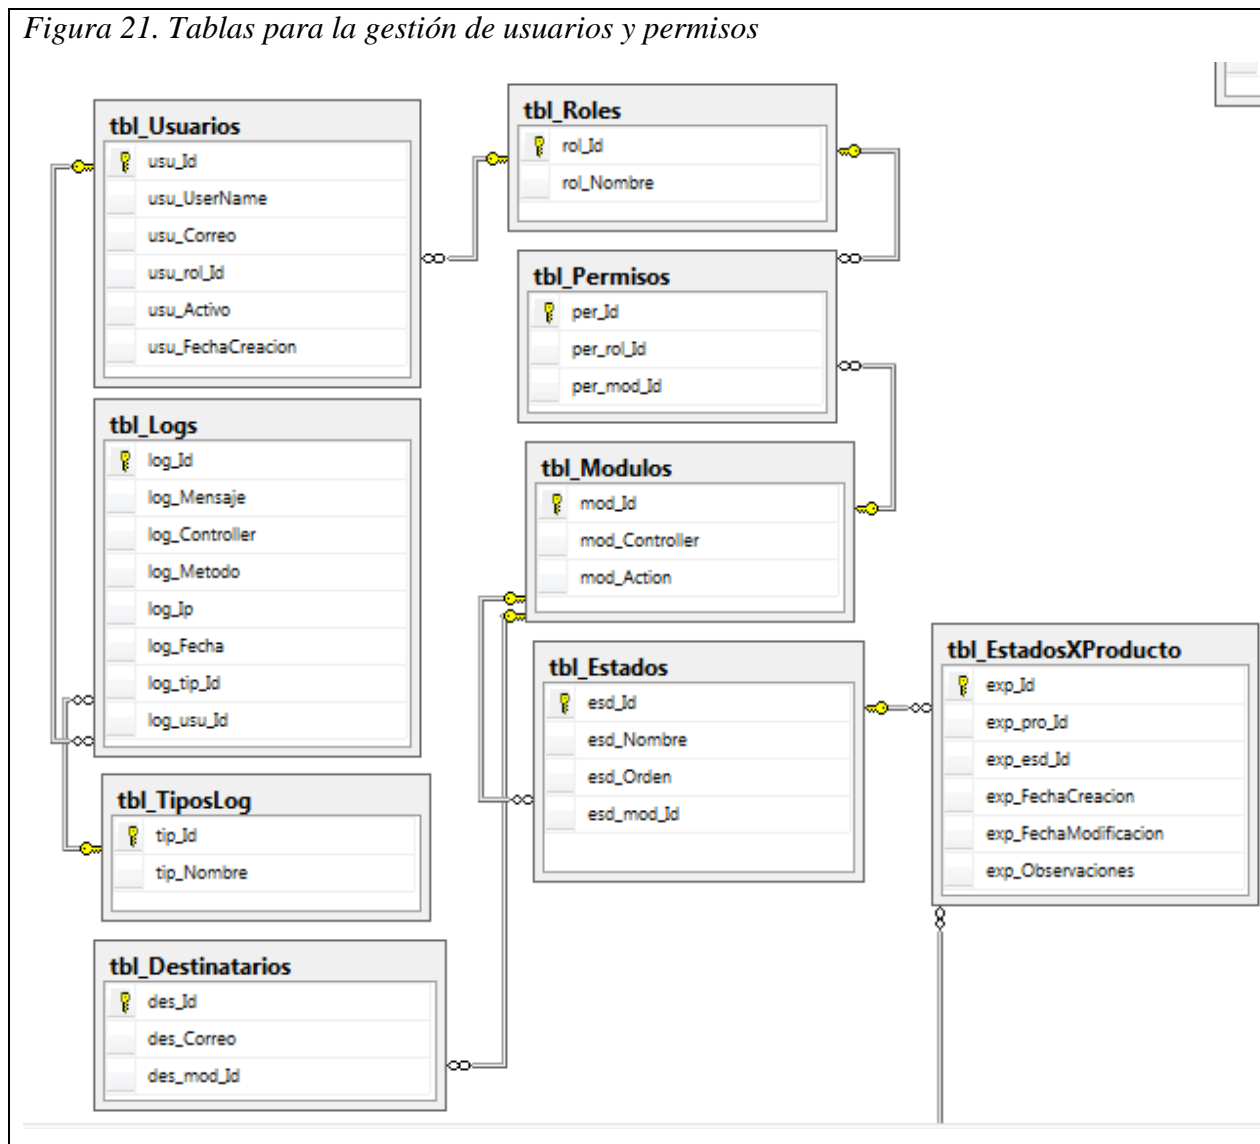 Figura 21. Tablas para la gestión de usuarios y permisos
tbl_Usuarios
usu_Id
usu_UserName
usu_Correo
usu_rol_Id
usu_Activo
usu_FechaCreacion
tbl_Roles
rol_Id
rol_Nombre
tbl_Permisos
per_Id
per_rol_Id
per_mod_Id
tbl_Logs
log_Id
log_Mensaje
log_Controller
log_Metodo
log_Ip
log_Fecha
log_tip_Id
log_usu_Id
tbl_Modulos
mod_Id
mod_Controller
mod_Action
tbl_Estados
esd_Id
esd_Nombre
esd_Orden
esd_mod_Id
tbl_EstadosXProducto
exp_Id
exp_pro_Id
exp_esd_Id
exp_FechaCreacion
exp_FechaModificacion
exp_Observaciones
tbl_TiposLog
tip_Id
tip_Nombre
tbl_Destinatarios
des_Id
des_Correo
des_mod_Id